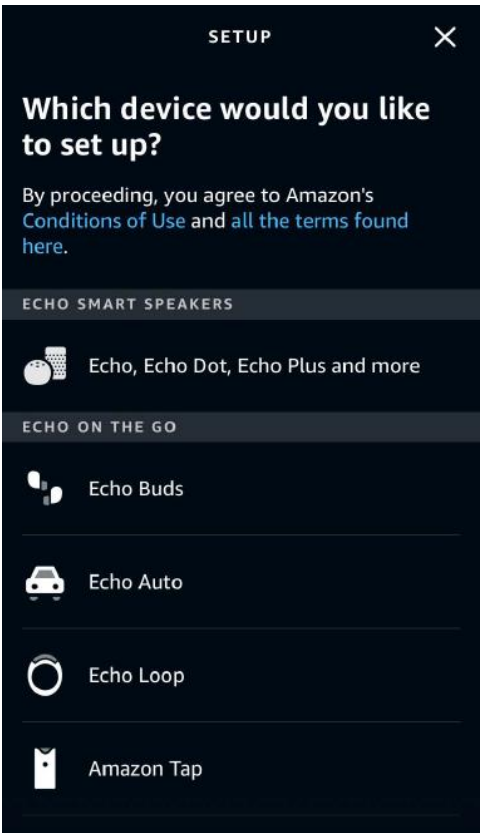 SETUP
Which device would you like
to set up?
By proceeding, you agree to Amazon's
Conditions of Use and all the terms found
here.
ECHO SMART SPEAKERS
Echo, Echo Dot, Echo Plus and more
ECHO ON THE GO
Echo Buds
Echo Auto
Echo Loop
Amazon Tap